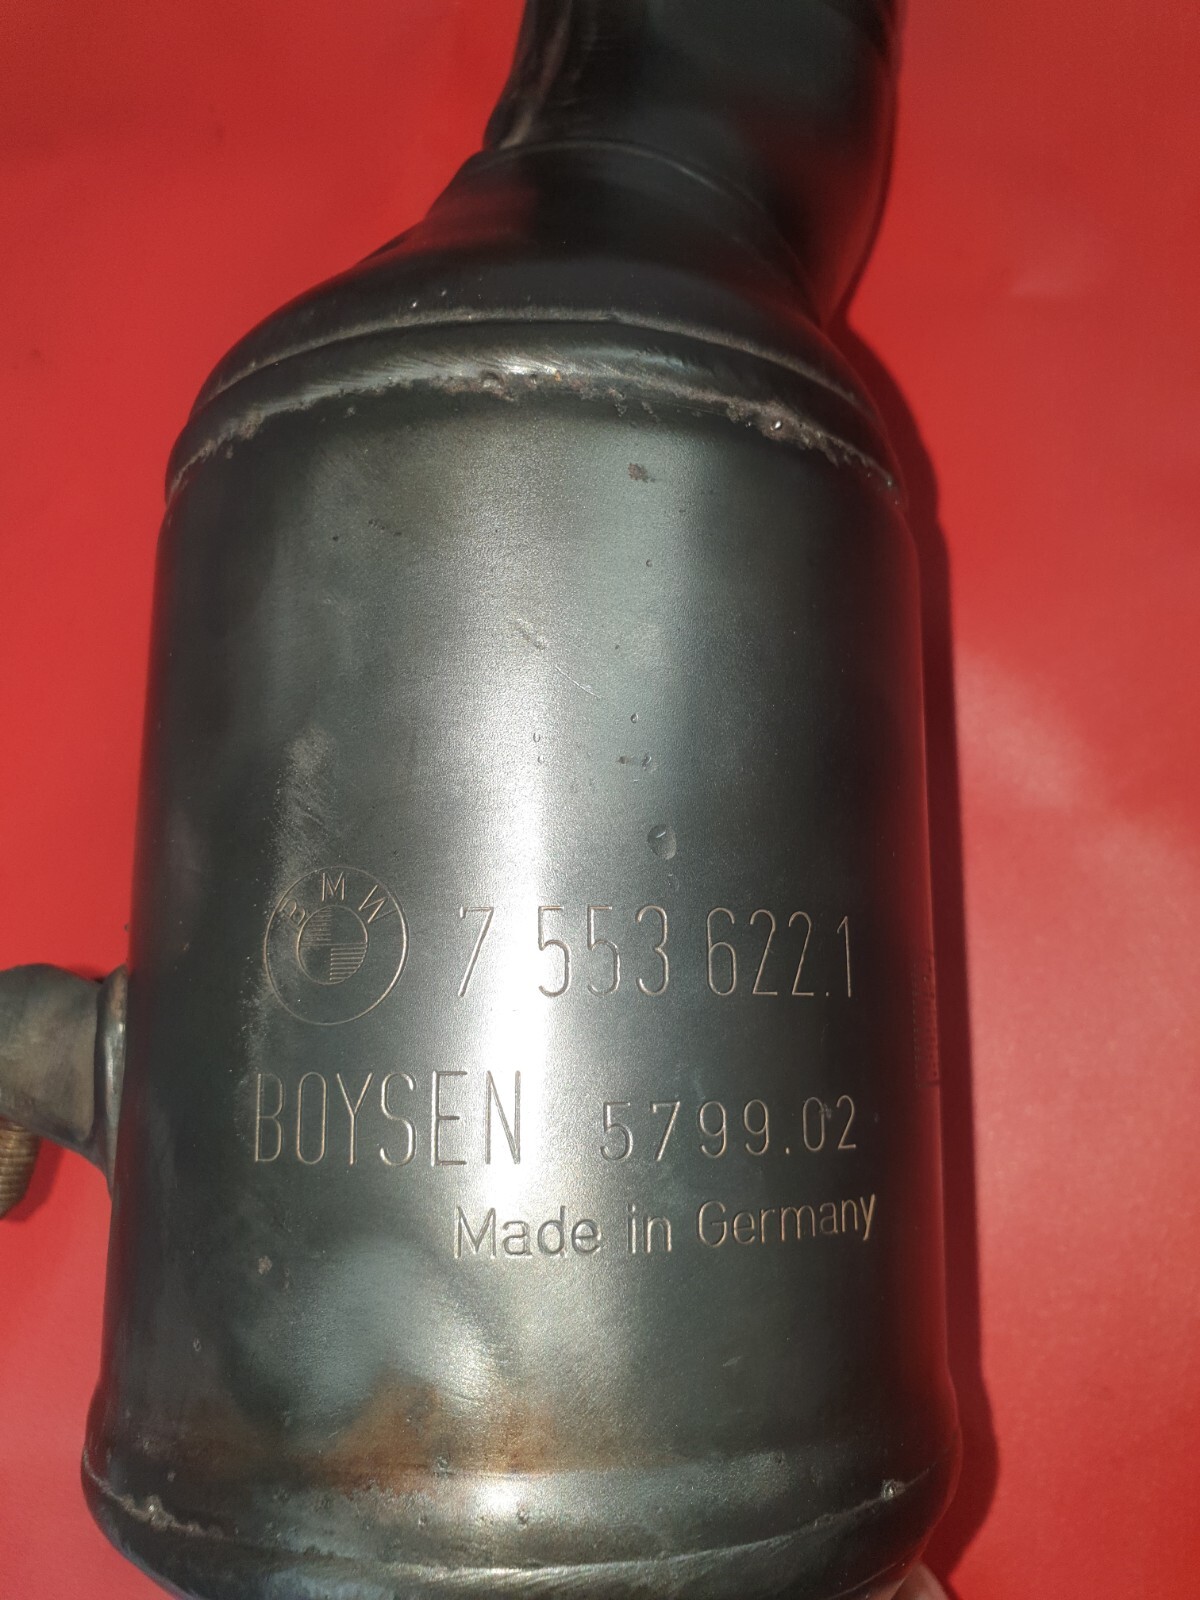 BMW 7 553 622.1
BOYSEN 5799.02
Made in Germany